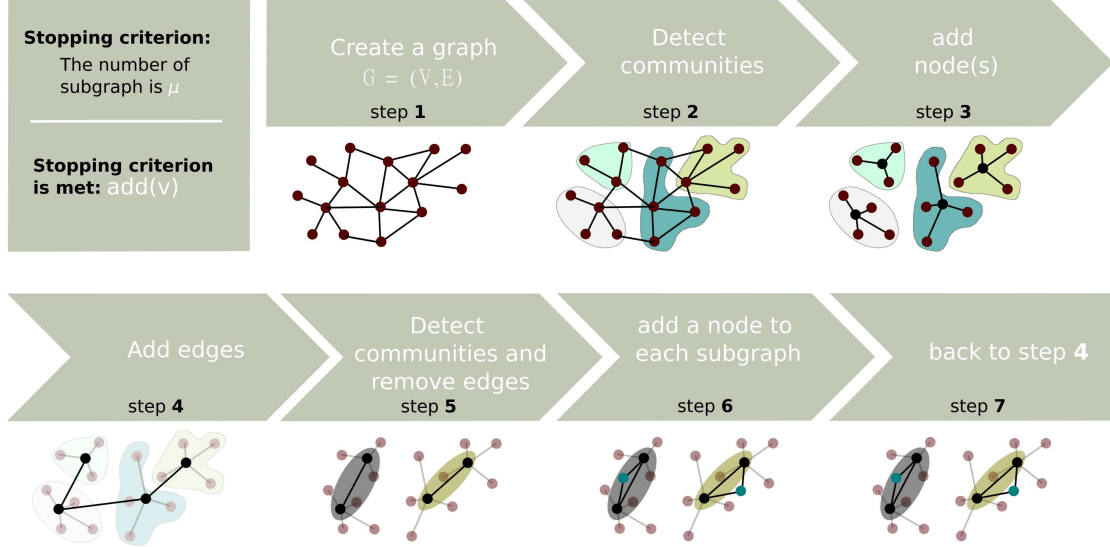 Stopping criterion:
The number of
subgraph is μ
Stopping criterion
is met: add(v)
Create a graph
G = (V,E)
step 1
Detect
communities
step 2
add
node(s)
step 3
Add edges
step 4
Detect
communities and
remove edges
step 5
add a node to
each subgraph
step 6
back to step 4
step 7